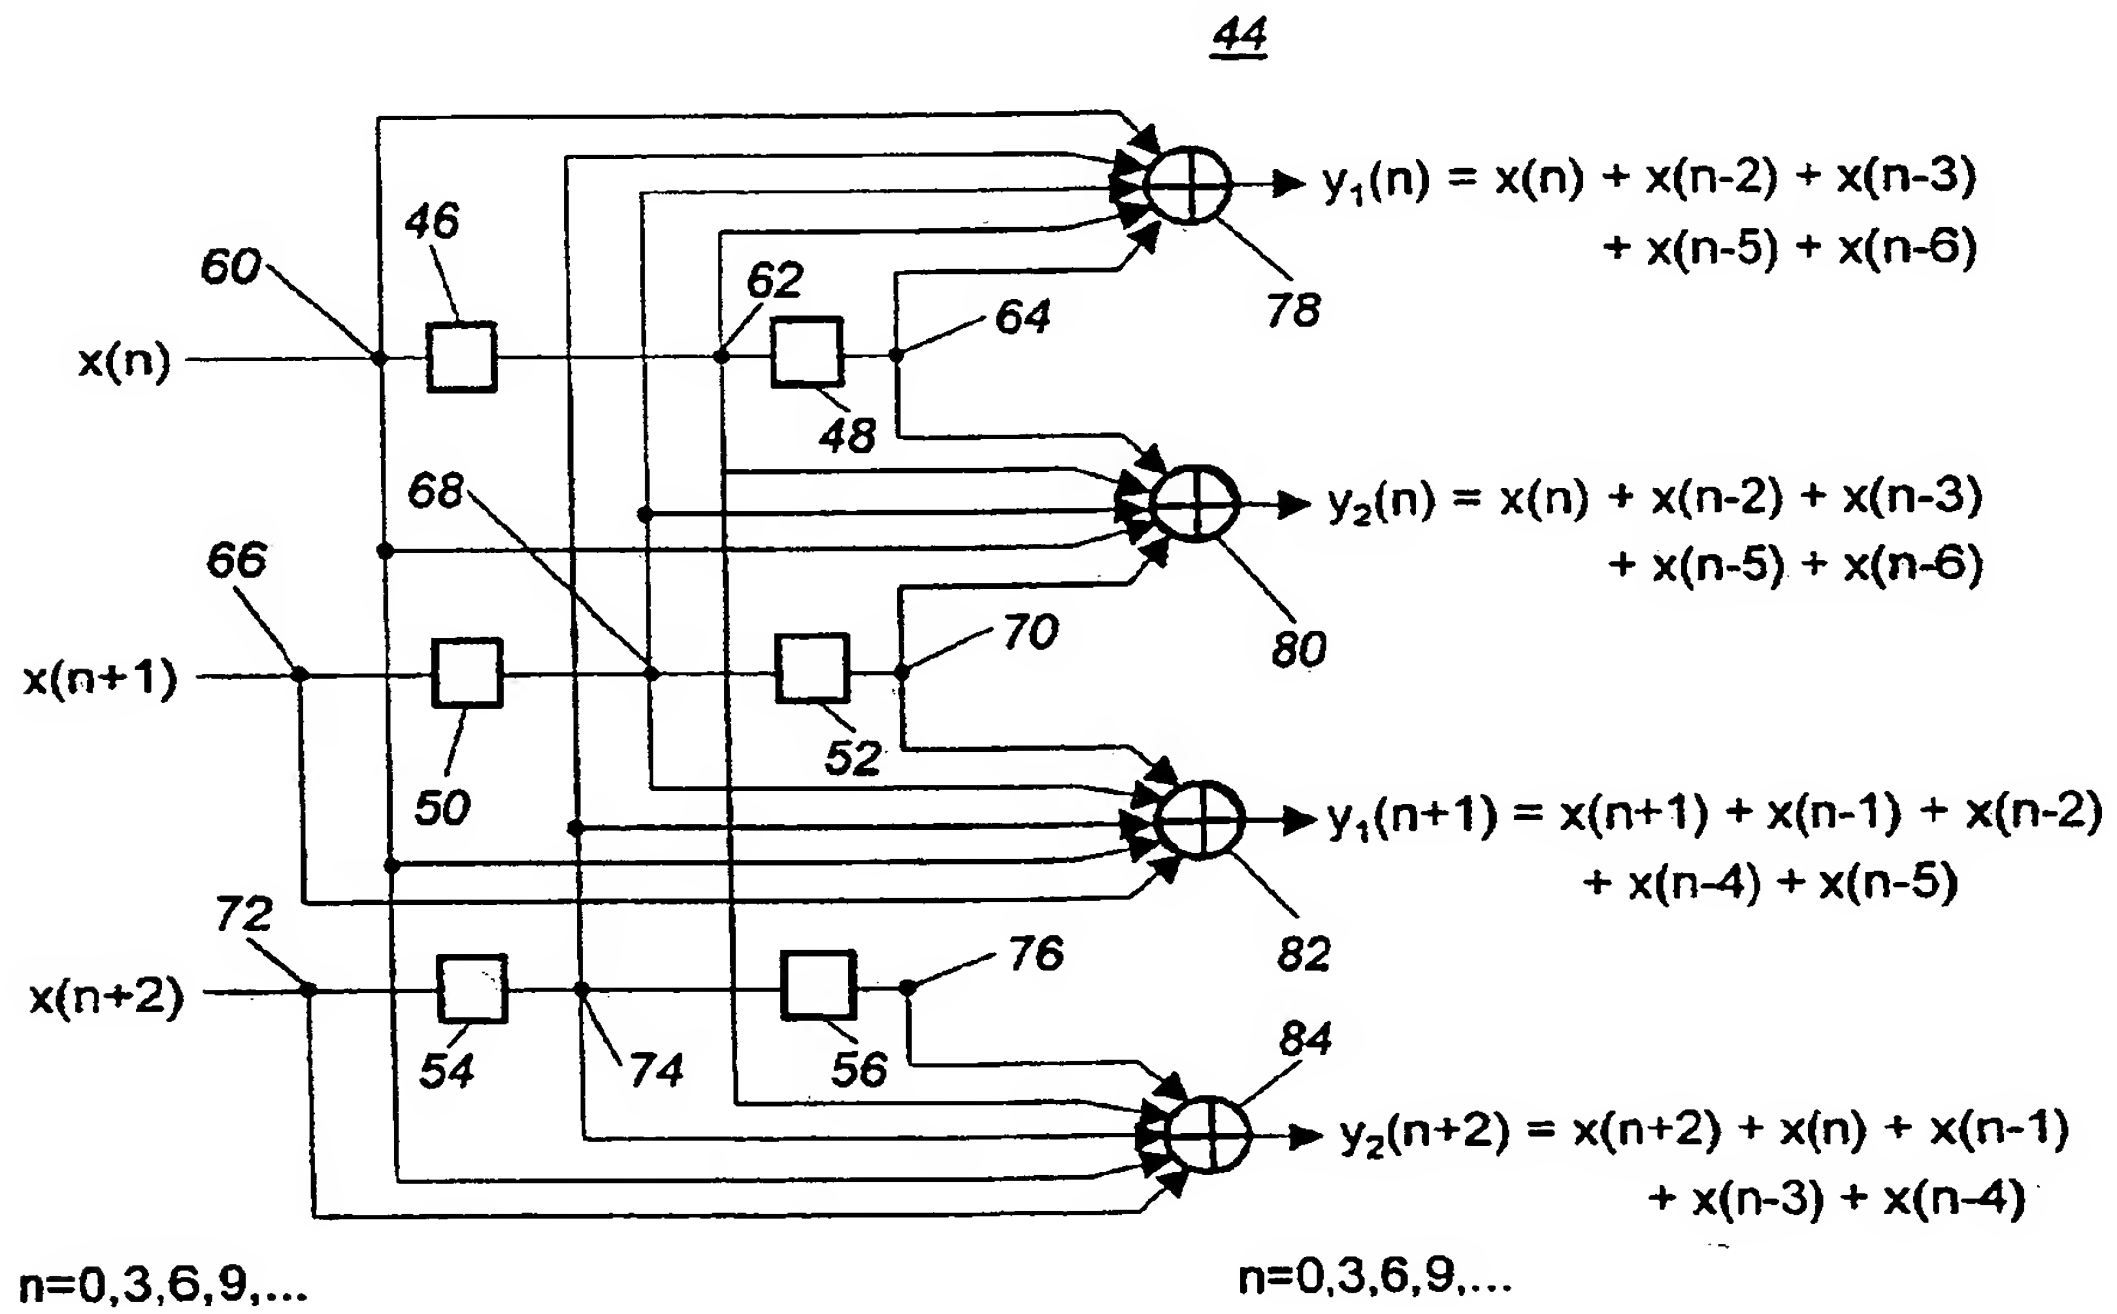 44
y₁(n) = x(n) + x(n-2) + x(n-3)
+ x(n-5) + x(n-6)
46
60
62
64
78
x(n)
48
68
y₂(n) = x(n) + x(n-2) + x(n-3)
+ x(n-5) + x(n-6)
66
70
80
x(n+1)
52
50
y₁(n+1) = x(n+1) + x(n-1) + x(n-2)
+ x(n-4) + x(n-5)
72
76
82
x(n+2)
54
74
56
84
y₂(n+2) = x(n+2) + x(n) + x(n-1)
+ x(n-3) + x(n-4)
n=0,3,6,9,...
n=0,3,6,9,...